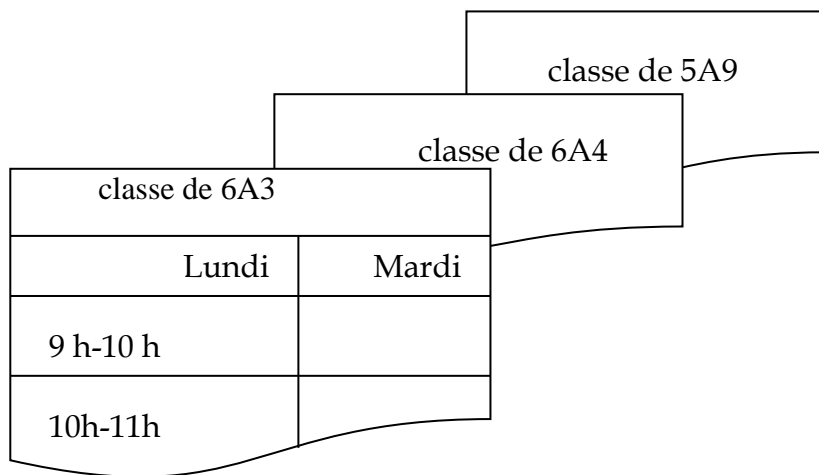 classe de 5A9
classe de 6A4
classe de 6A3
Lundi Mardi
9 h-10 h
10h-11h